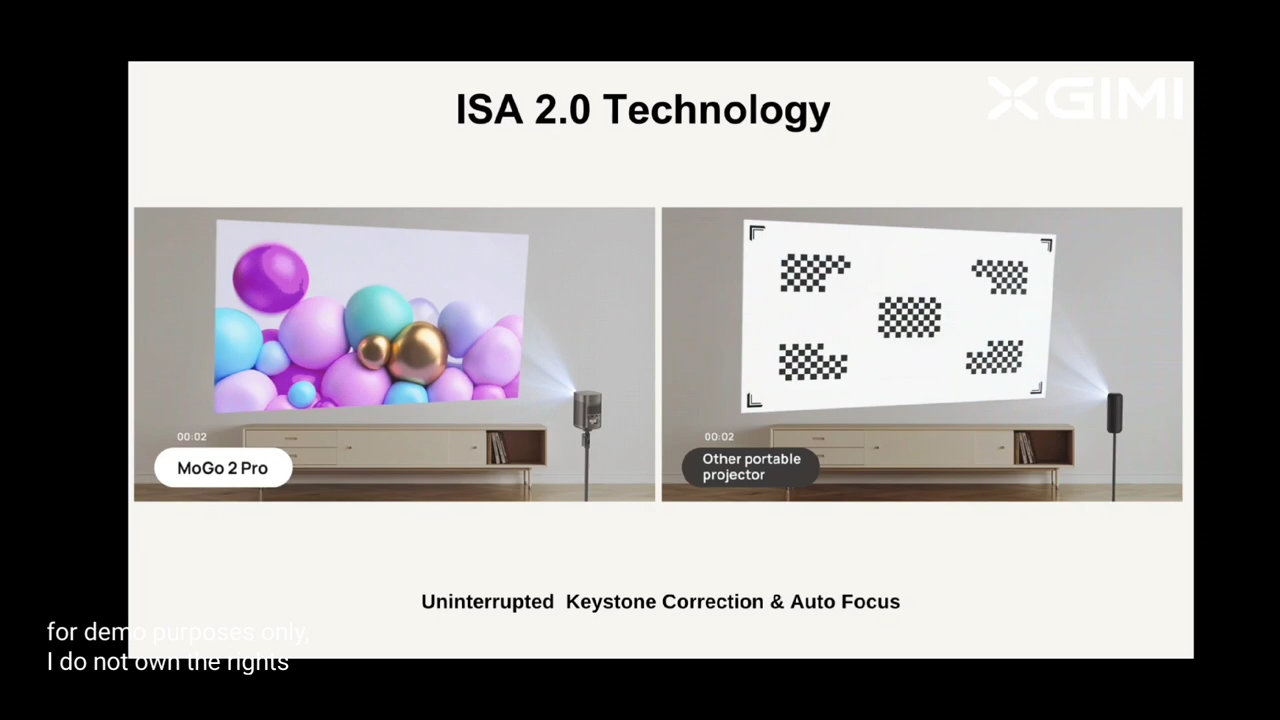 ISA 2.0 Technology
XGIMI
00:02
MoGo 2 Pro
00:02
Other portable
projector
Uninterrupted Keystone Correction & Auto Focus
for demo purposes only,
I do not own the rights